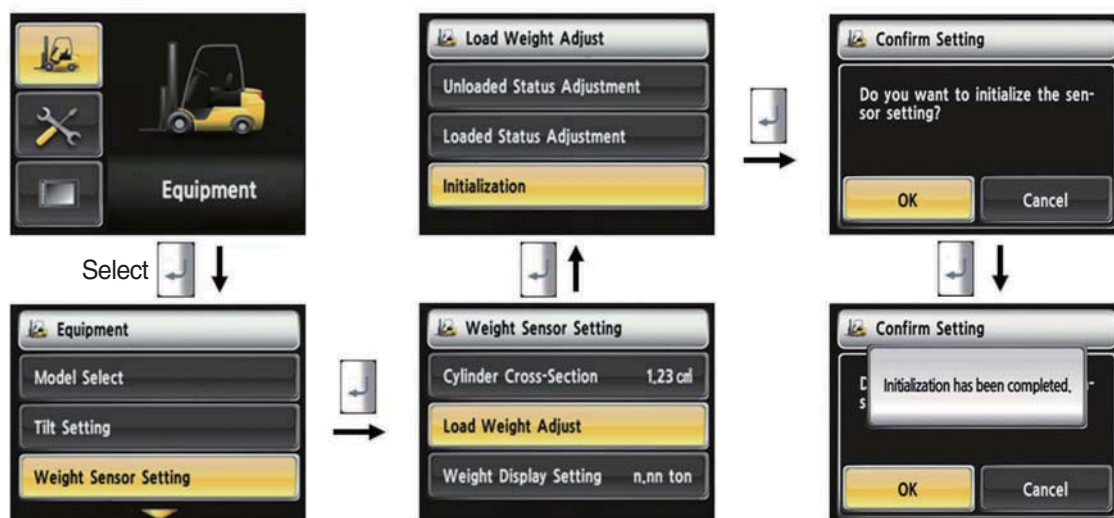 Equipment
Select
Equipment
Model Select
Tilt Setting
Weight Sensor Setting
Weight Sensor Setting
Cylinder Cross-Section 1.23 ㎠
Load Weight Adjust
Weight Display Setting n.nn ton
Load Weight Adjust
Unloaded Status Adjustment
Loaded Status Adjustment
Initialization
Confirm Setting
Do you want to initialize the sen-
sor setting?
OK Cancel
Confirm Setting
Initialization has been completed.
OK Cancel